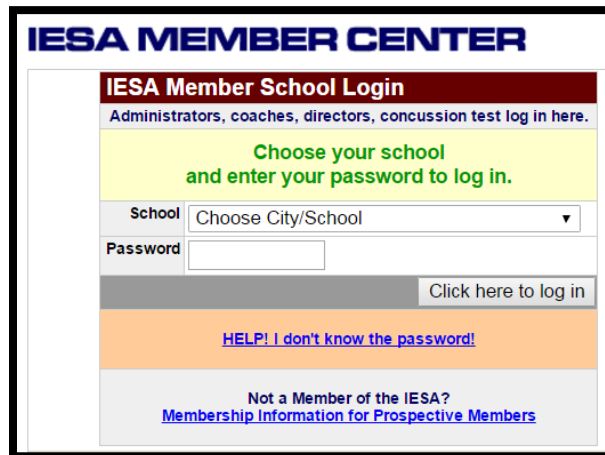 IESA MEMBER CENTER
IESA Member School Login
Administrators, coaches, directors, concussion test log in here.
Choose your school
and enter your password to log in.
School Choose City/School
Password
Click here to log in
HELP! I don't know the password!
Not a Member of the IESA?
Membership Information for Prospective Members